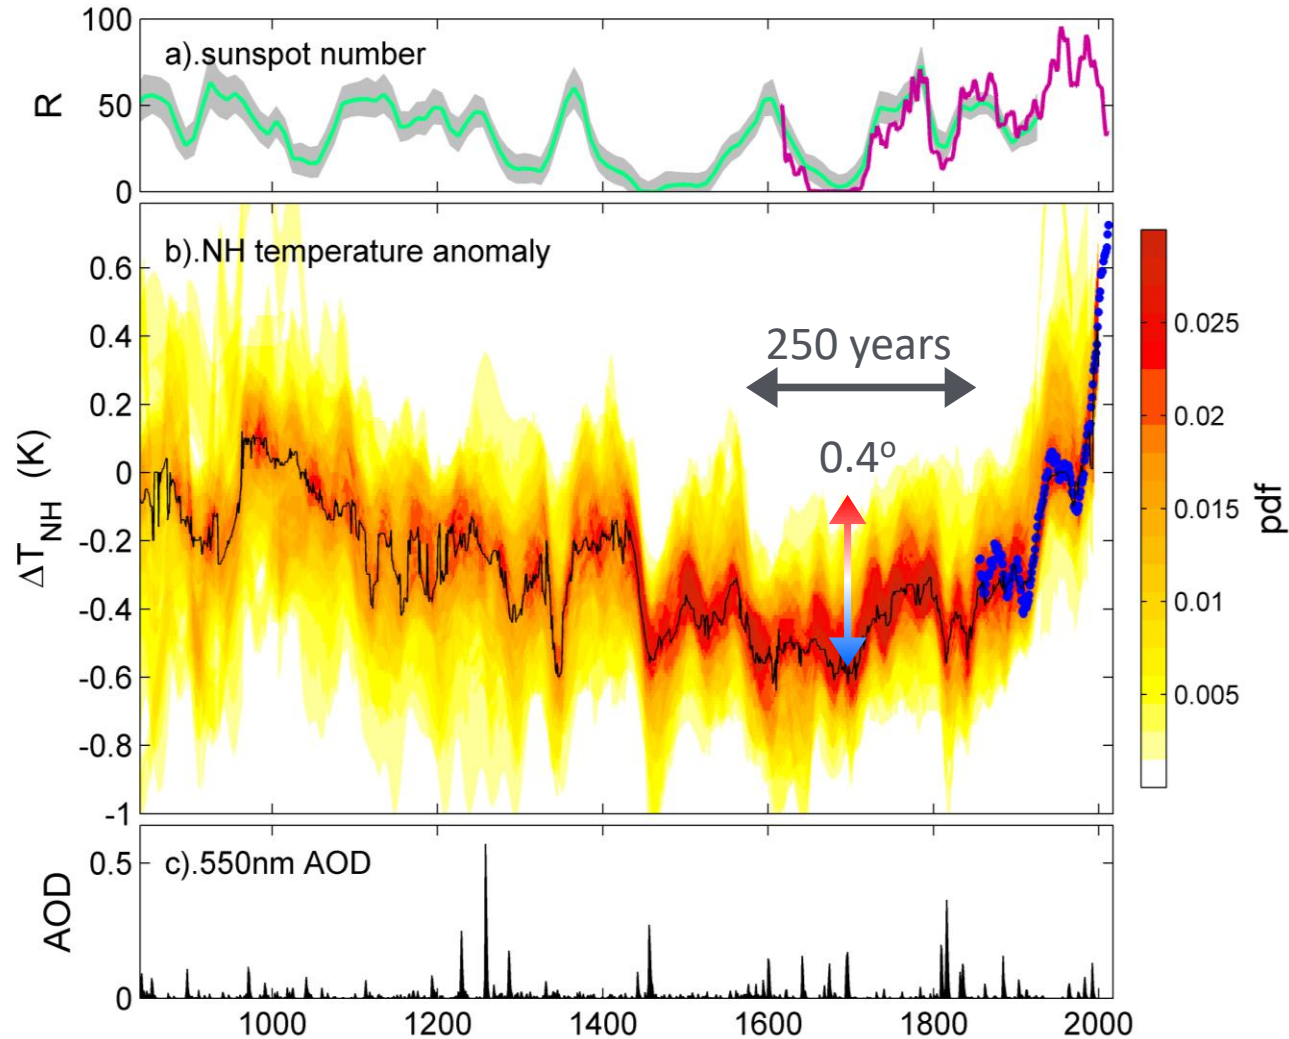 100
a).sunspot number
R
50
0
b).NH temperature anomaly
0.6
0.4
0.2
0
-0.2
-0.4
-0.6
-0.8
-1
ΔT_NH (K)
250 years
0.4º
0.025
0.02
0.015
0.01
0.005
pdf
c).550nm AOD
0.5
0
AOD
1000 1200 1400 1600 1800 2000